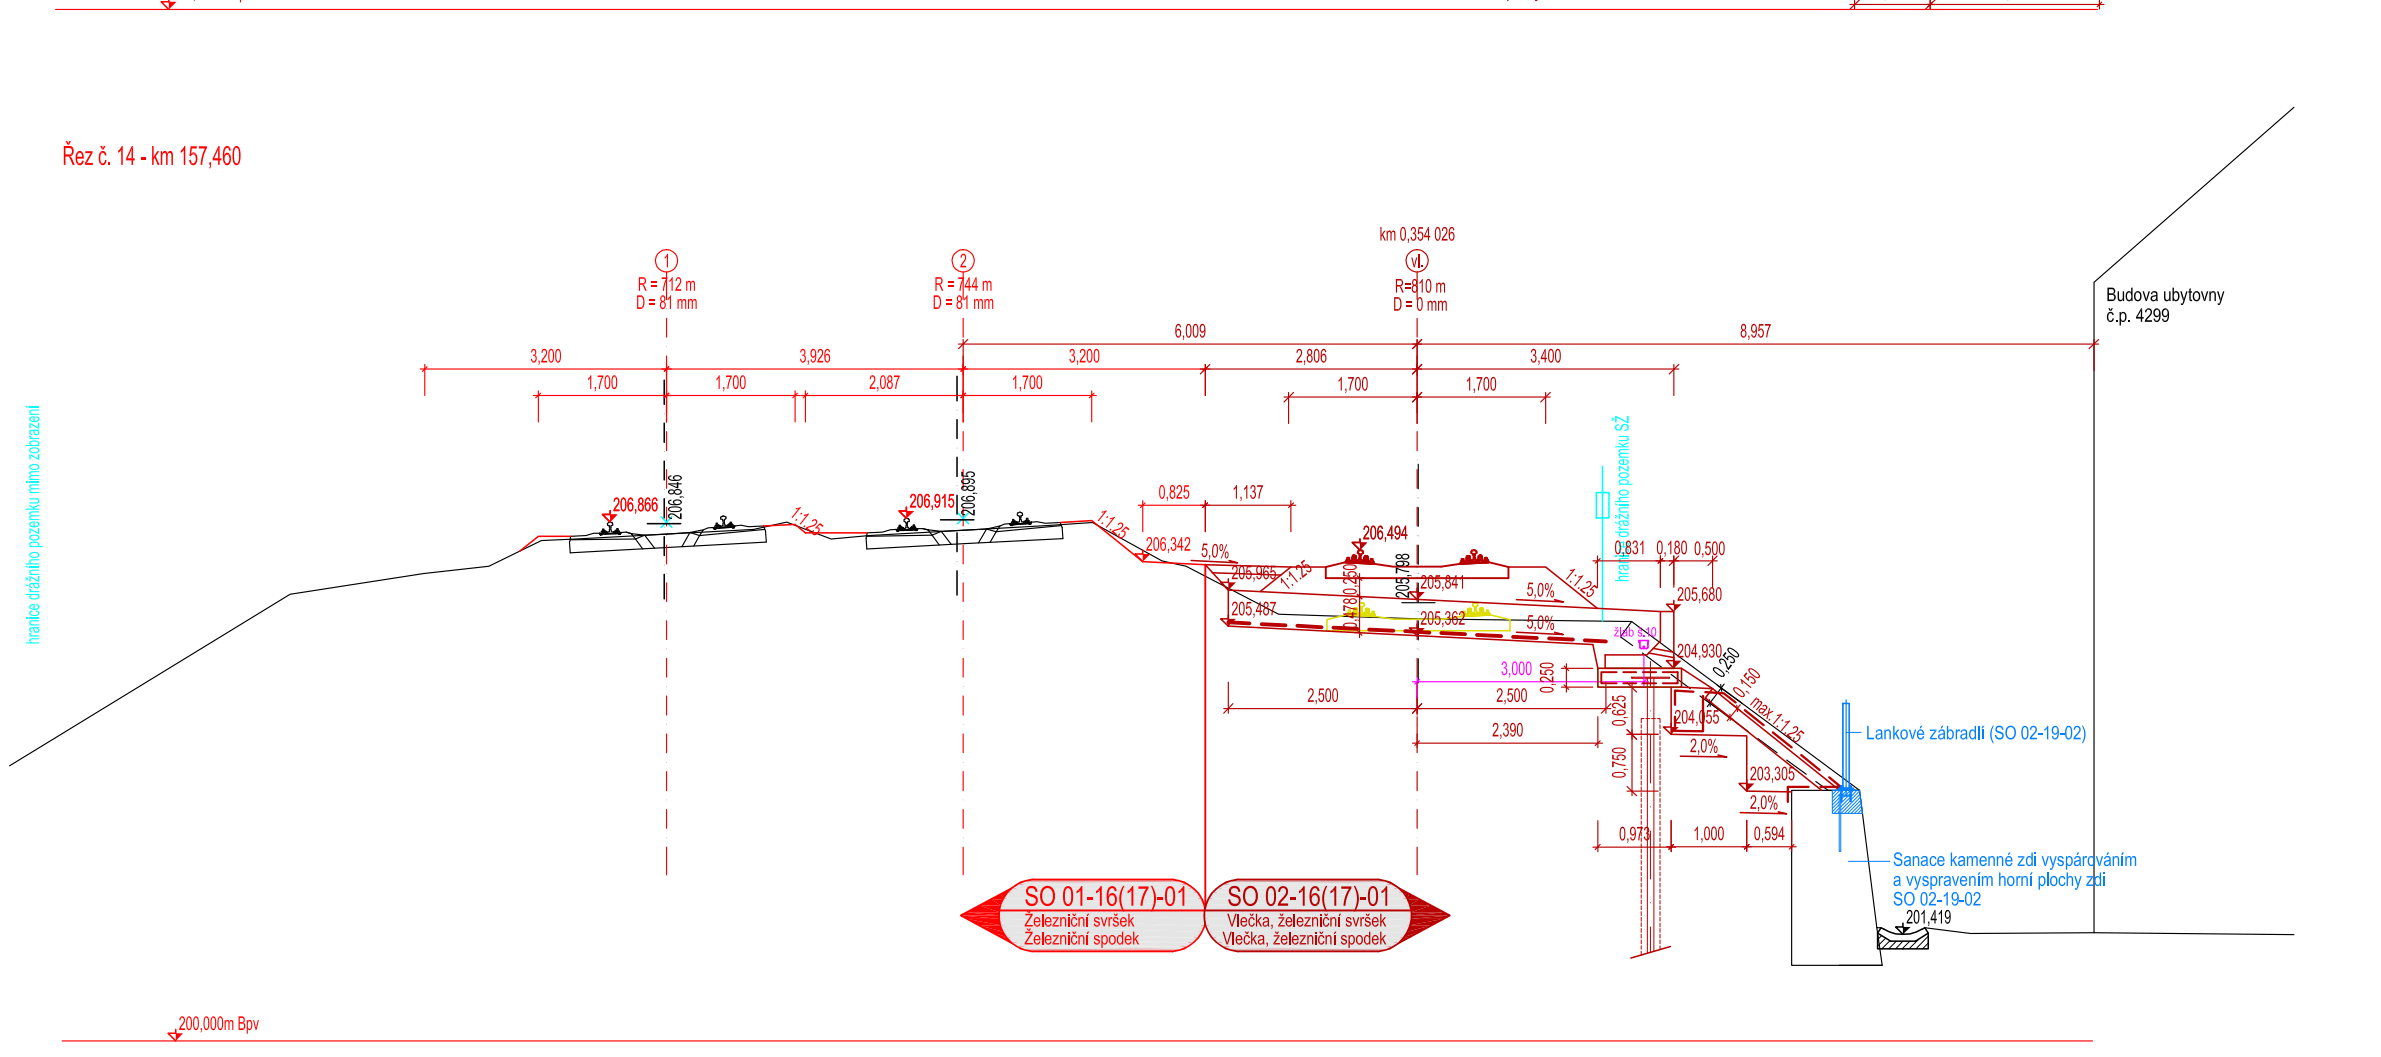 Řez č. 14 - km 157,460
km 0,354 026
1
2
vl.
R = 712 m
D = 81 mm
R = 744 m
D = 81 mm
R=810 m
D = 0 mm
Budova ubytovny
č.p. 4299
6,009
8,957
3,200
3,926
3,200
2,806
3,400
1,700
1,700
2,087
1,700
1,700
1,700
hranice drážního pozemku mimo zobrazení
hranice drážního pozemku SŽ
206,866
206,846
206,915
206,895
1:1.25
1:1.25
0,825
1,137
206,342
5,0%
206,494
205,798
0,831
0,180
0,500
205,965
1:1.25
0,250
205,841
5,0%
1:1.25
205,680
205,487
0,478
205,362
5,0%
žlab s.10
204,930
3,000
0,250
0,250
0,150
max.1:1.25
2,500
2,500
0,625
204,055
2,390
2,0%
0,750
203,305
2,0%
Lankové zábradlí (SO 02-19-02)
0,973
1,000
0,594
Sanace kamenné zdi vyspárováním
a vyspravením horní plochy zdi
SO 02-19-02
201,419
SO 01-16(17)-01
Železniční svršek
Železniční spodek
SO 02-16(17)-01
Vlečka, železniční svršek
Vlečka, železniční spodek
200,000m Bpv